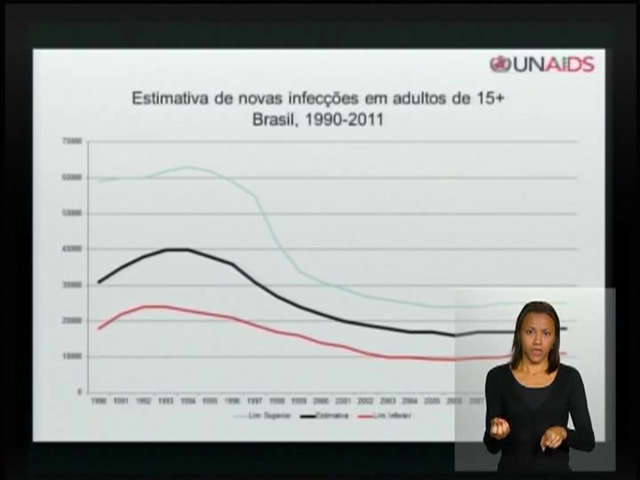 UNAIDS
Estimativa de novas infecções em adultos de 15+
Brasil, 1990-2011
70000
60000
50000
40000
30000
20000
10000
0
1990 1991 1992 1993 1994 1995 1996 1997 1998 1999 2000 2001 2002 2003 2004 2005 2006 2007
Lim. Superior Estimativa Lim. Inferior